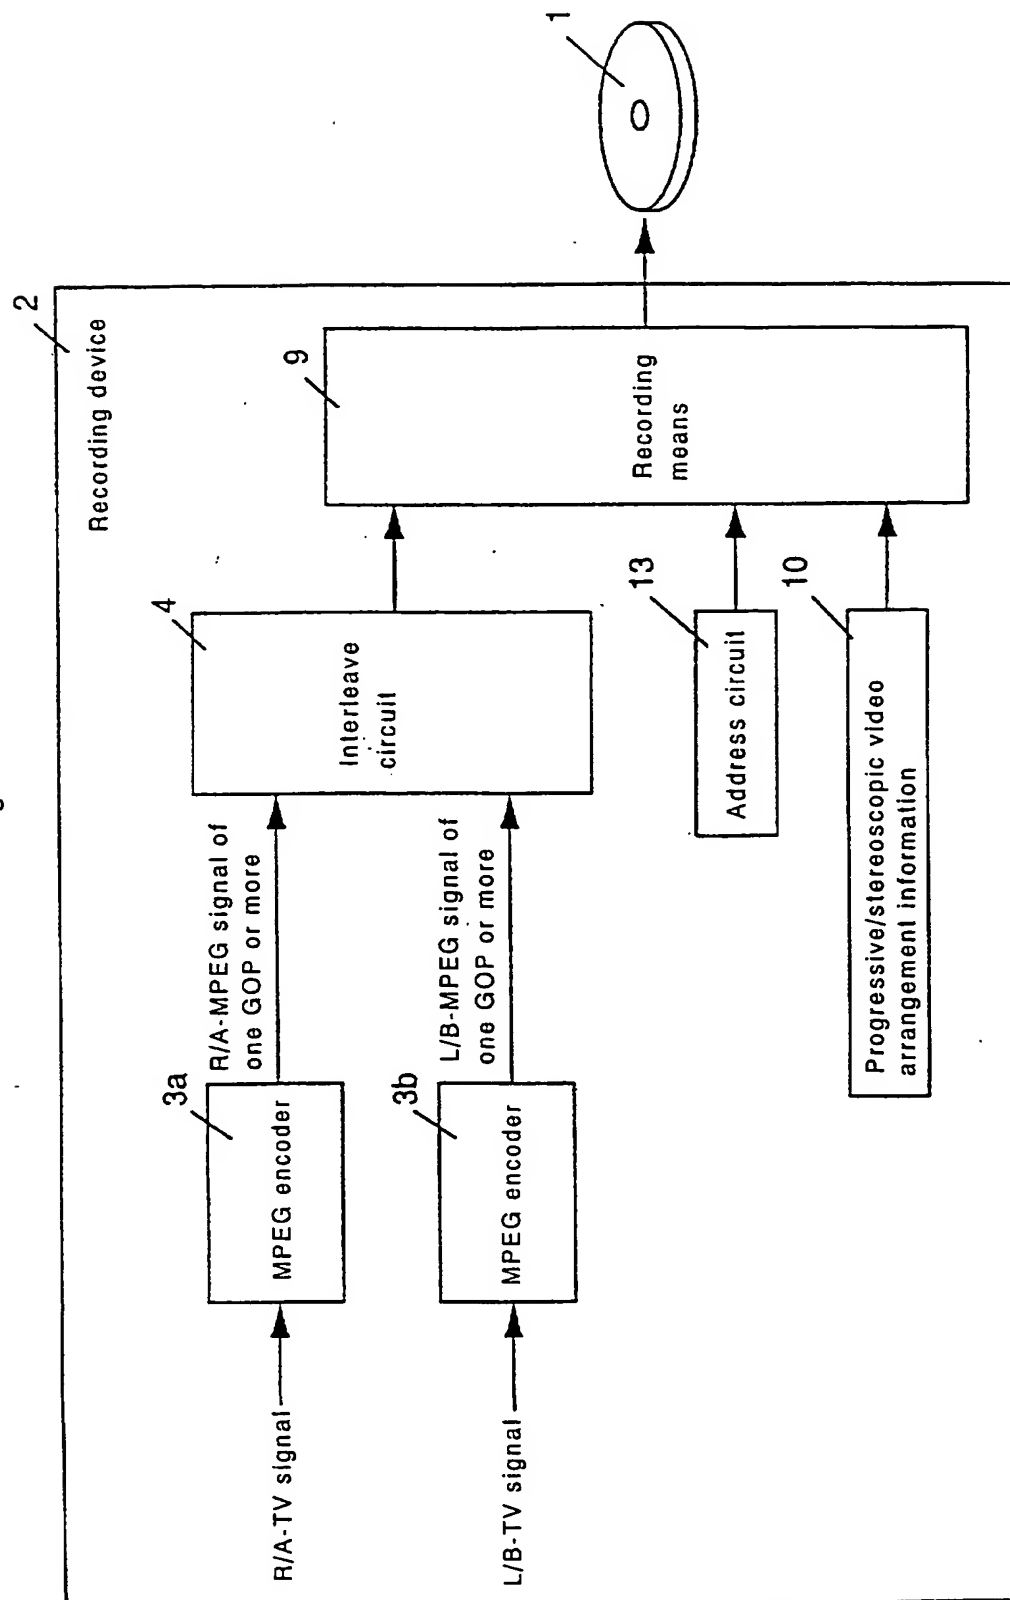 2
Recording device
1
3a
MPEG encoder
R/A-TV signal
R/A-MPEG signal of
one GOP or more
4
Interleave
circuit
9
Recording
means
3b
MPEG encoder
L/B-TV signal
L/B-MPEG signal of
one GOP or more
13
Address circuit
10
Progressive/stereoscopic video
arrangement information